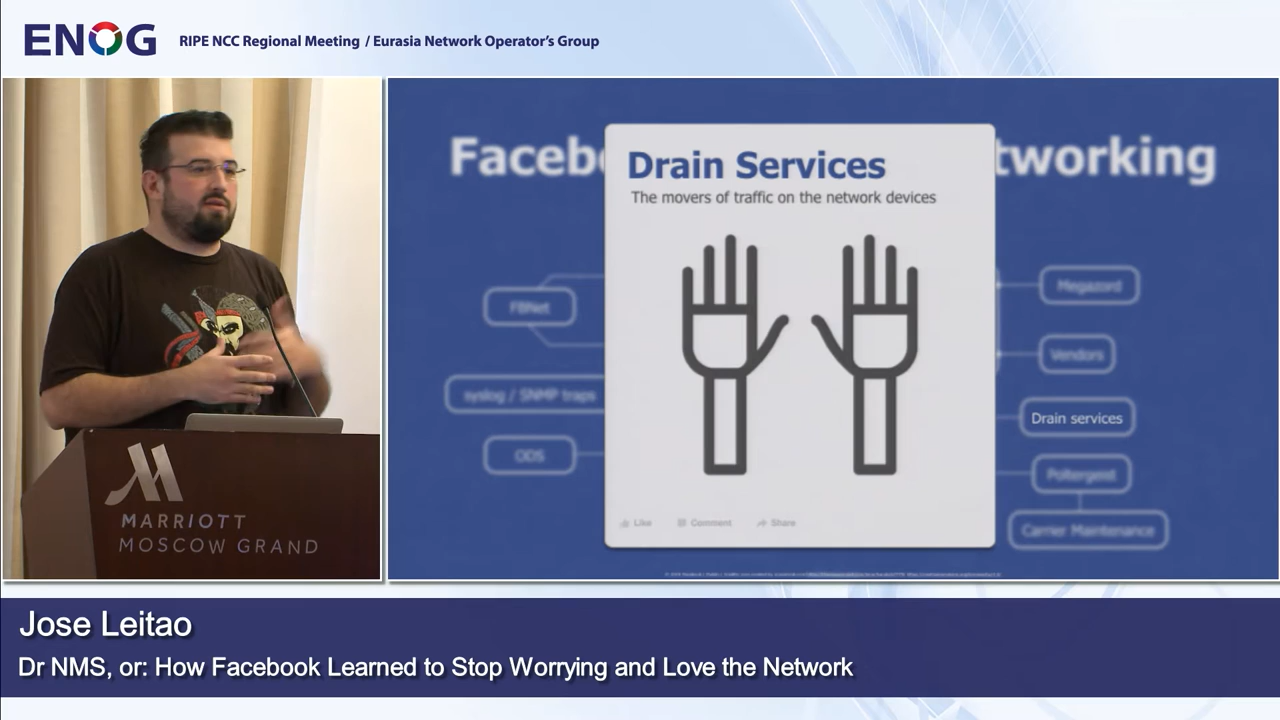 ENOG
RIPE NCC Regional Meeting / Eurasia Network Operator's Group
Faceb
tworking
Drain Services
The movers of traffic on the network devices
FBNet
syslog / SNMP traps
ODS
Megazord
Vendors
Drain services
Poltergeist
Carrier Maintenance
Like
Comment
Share
MARRIOTT
MOSCOW GRAND
Jose Leitao
Dr NMS, or: How Facebook Learned to Stop Worrying and Love the Network